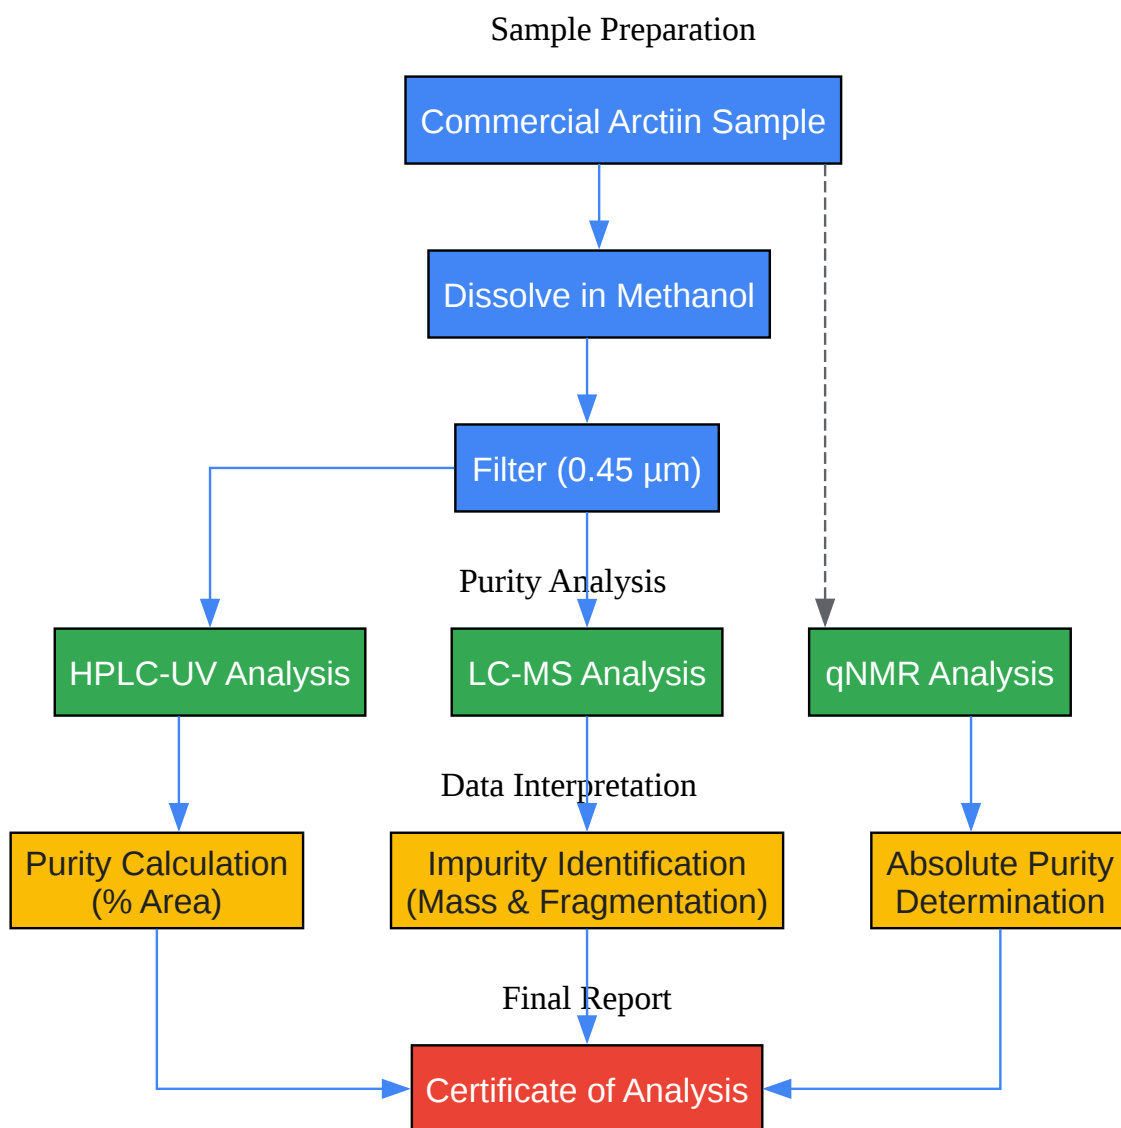 Sample Preparation
Commercial Arctiin Sample
Dissolve in Methanol
Filter (0.45 µm)
Purity Analysis
HPLC-UV Analysis
LC-MS Analysis
qNMR Analysis
Data Interpretation
Purity Calculation
(% Area)
Impurity Identification
(Mass & Fragmentation)
Absolute Purity
Determination
Final Report
Certificate of Analysis